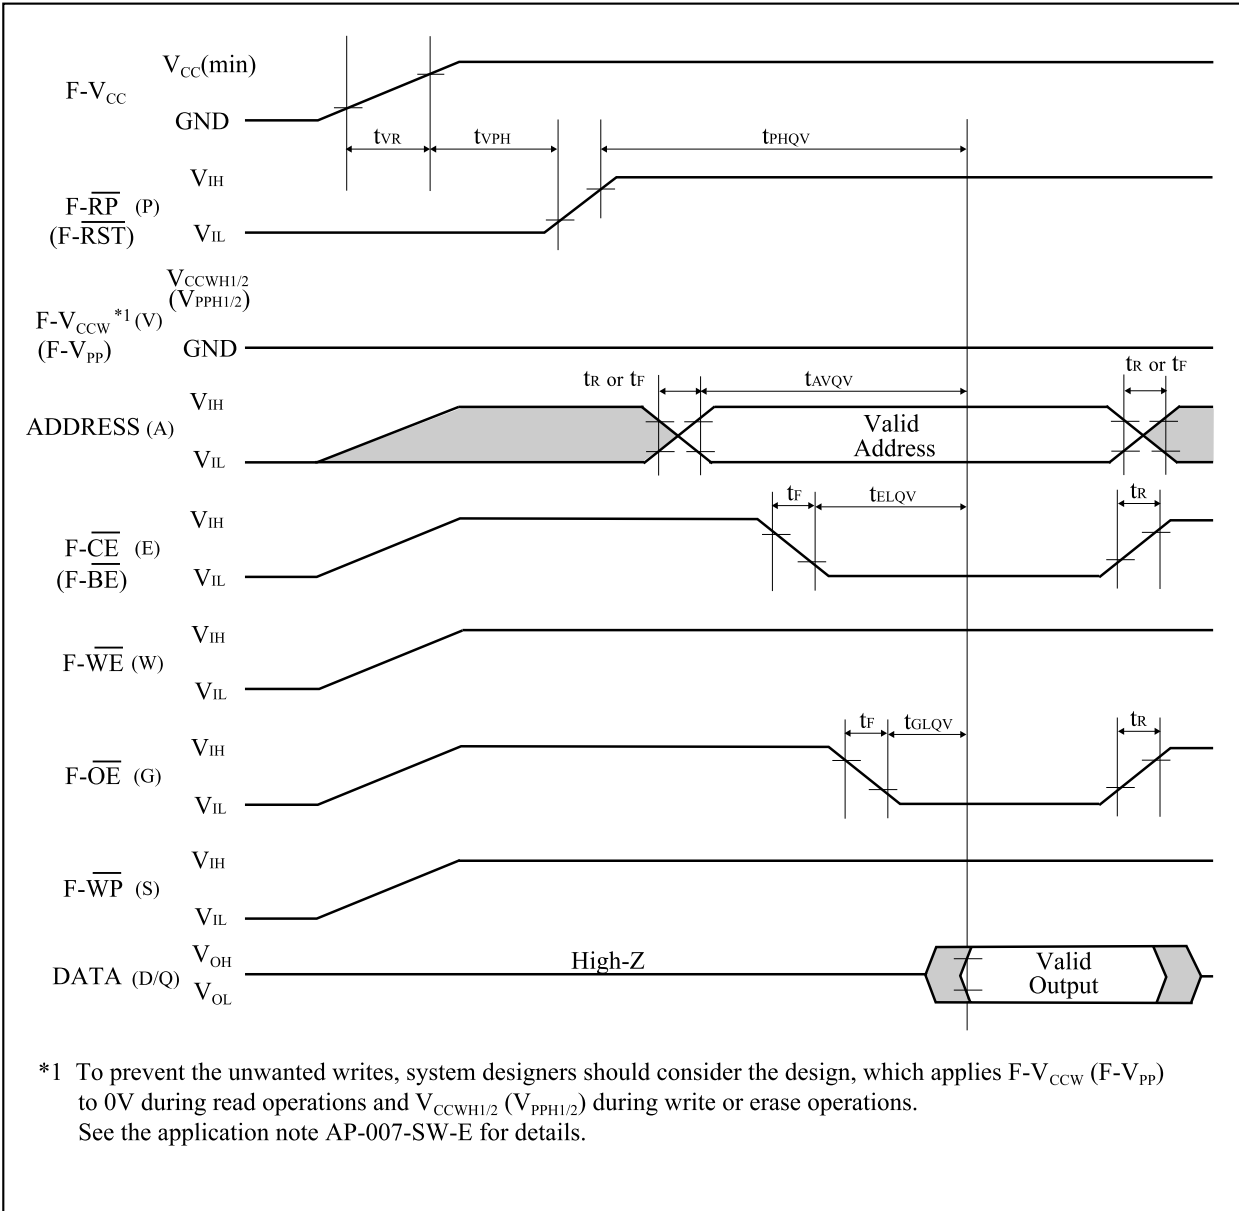 VCC(min)
F-VCC
GND
tVR
tVPH
tPHQV
VIH
F-RP (P)
(F-RST)
VIL
VCCWH1/2
(VPPH1/2)
F-VCCW *1 (V)
(F-VPP)
GND
tR or tF
tAVQV
tR or tF
VIH
ADDRESS (A)
Valid
Address
VIL
tF
tELQV
tR
VIH
F-CE (E)
(F-BE)
VIL
VIH
F-WE (W)
VIL
tF
tGLQV
tR
VIH
F-OE (G)
VIL
VIH
F-WP (S)
VIL
VOH
High-Z
DATA (D/Q)
Valid
Output
VOL
*1 To prevent the unwanted writes, system designers should consider the design, which applies F-VCCW (F-VPP)
to 0V during read operations and VCCWH1/2 (VPPH1/2) during write or erase operations.
See the application note AP-007-SW-E for details.